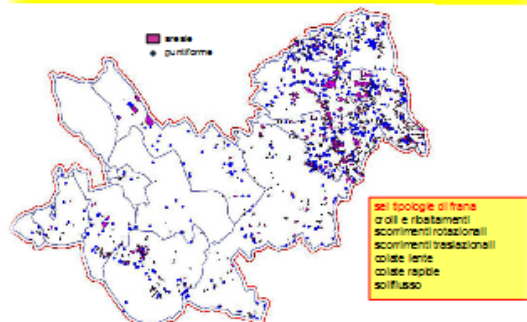 areale
puntiforme
sei tipologie di frana
crolli e ribaltamenti
scorrimenti rotazionali
scorrimenti traslazionali
colate lente
colate rapide
soliflusso